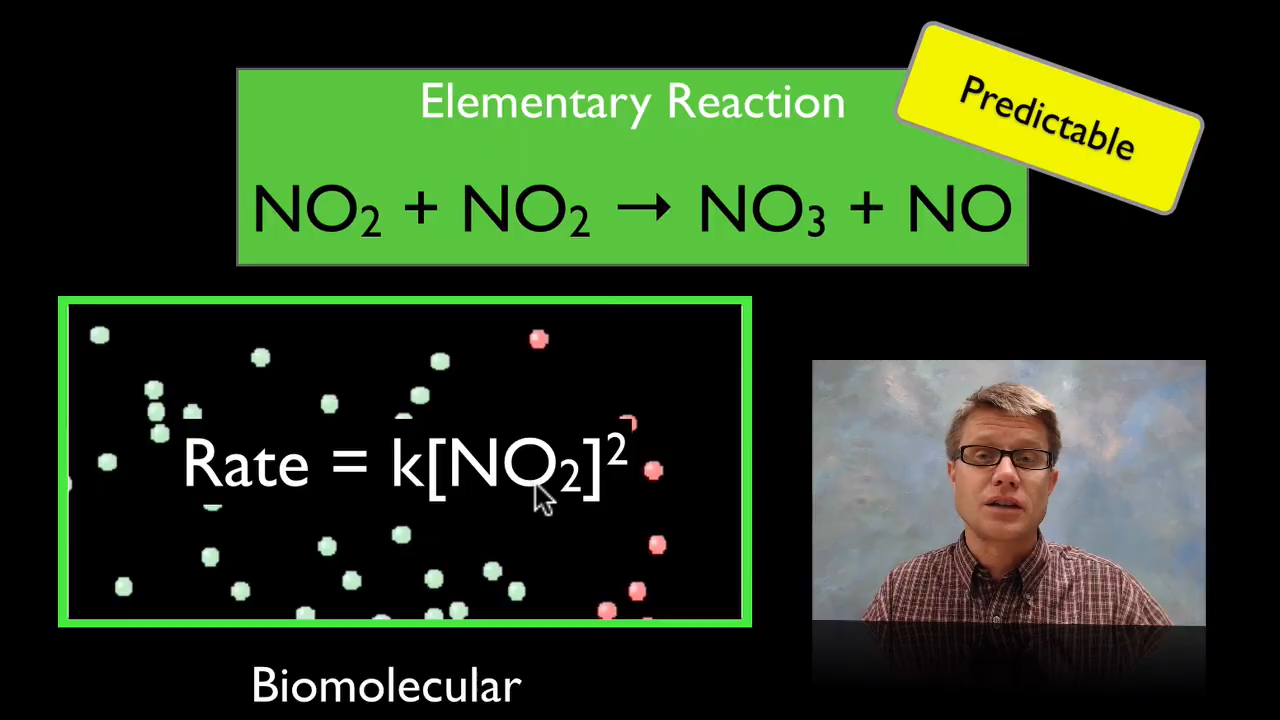 Elementary Reaction
Predictable
NO₂ + NO₂ → NO₃ + NO
Rate = k[NO₂]²
Biomolecular